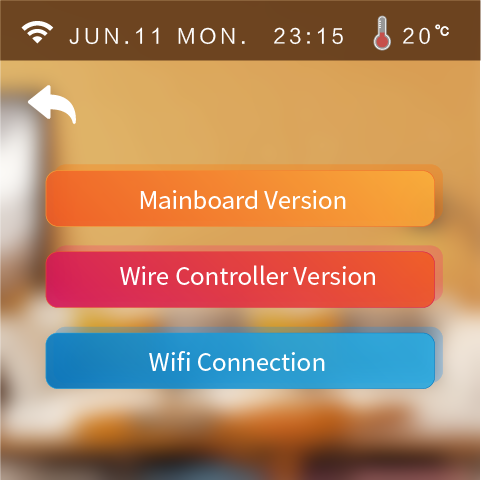 JUN.11 MON. 23:15 20℃
Mainboard Version
Wire Controller Version
Wifi Connection